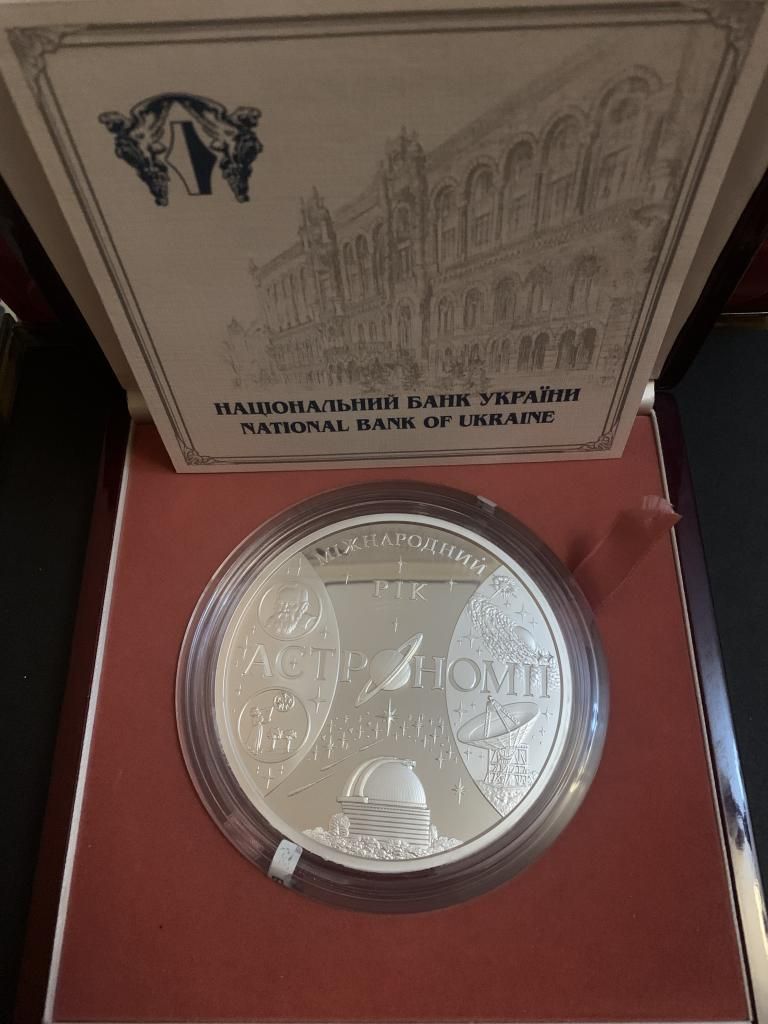 НАЦІОНАЛЬНИЙ БАНК УКРАЇНИ
NATIONAL BANK OF UKRAINE
МІЖНАРОДНИЙ
РІК
АСТРОНОМІЇ